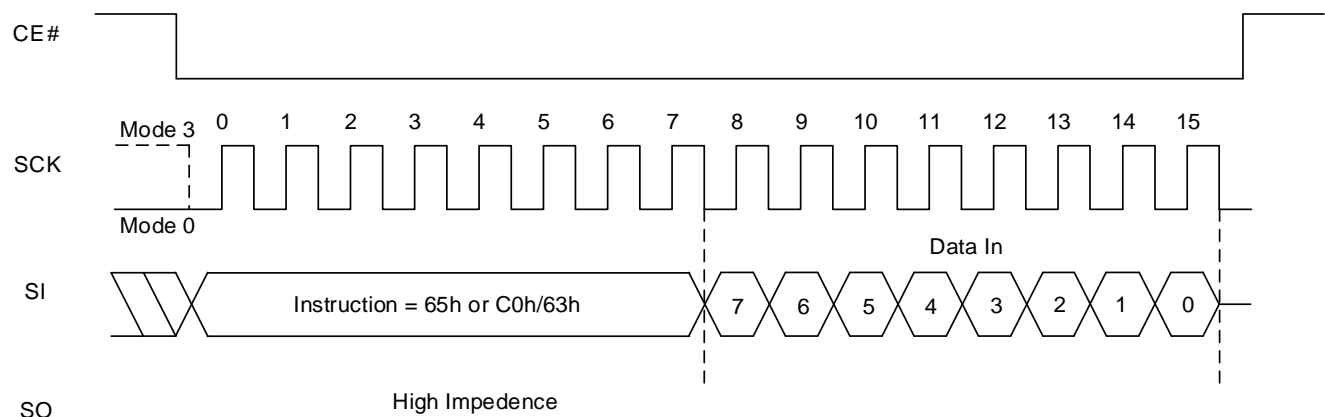 CE#
Mode 3
0 1 2 3 4 5 6 7 8 9 10 11 12 13 14 15
SCK
Mode 0
Data In
SI
Instruction = 65h or C0h/63h
7 6 5 4 3 2 1 0
High Impedence
SO